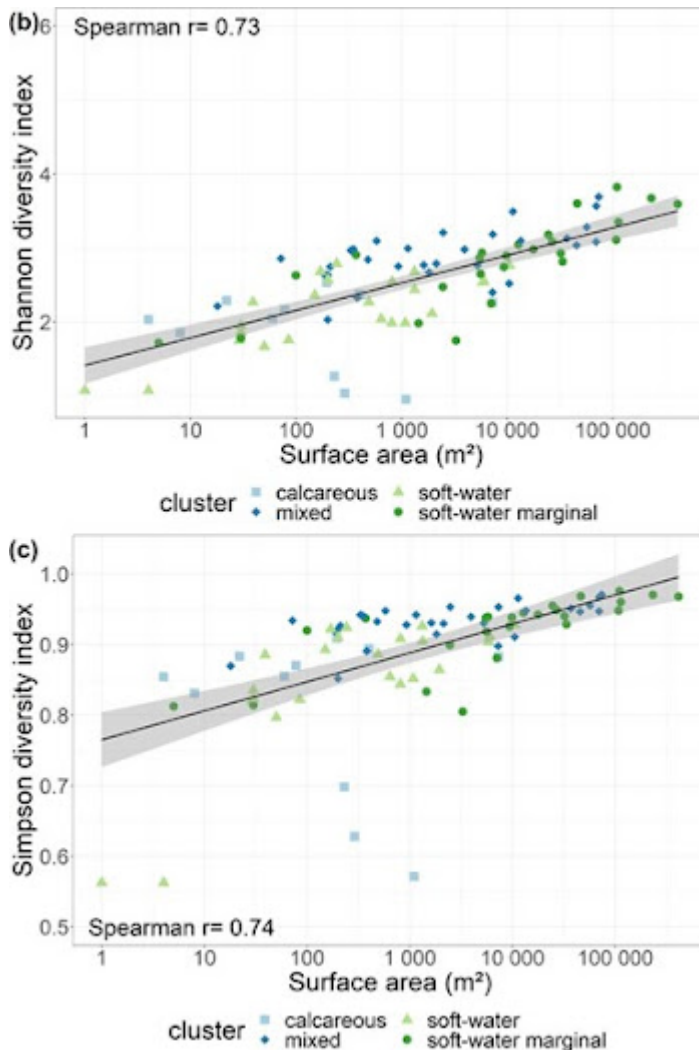 (b)
Spearman r= 0.73
6
4
2
Shannon diversity index
1 10 100 1 000 10 000 100 000
Surface area (m²)
cluster calcareous soft-water
mixed soft-water marginal
(c)
1.0
0.9
0.8
0.7
0.6
0.5
Simpson diversity index
Spearman r= 0.74
1 10 100 1 000 10 000 100 000
Surface area (m²)
cluster calcareous soft-water
mixed soft-water marginal